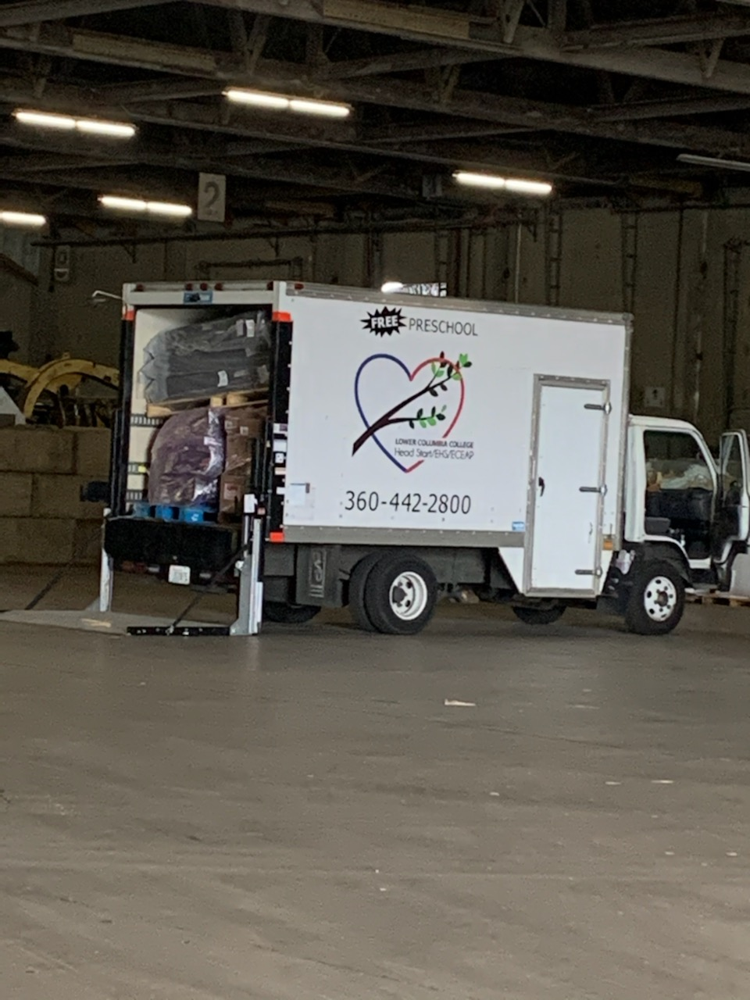 2
FREE PRESCHOOL
LOWER COLUMBIA COLLEGE
Head Start/EHS/ECEAP
360-442-2800